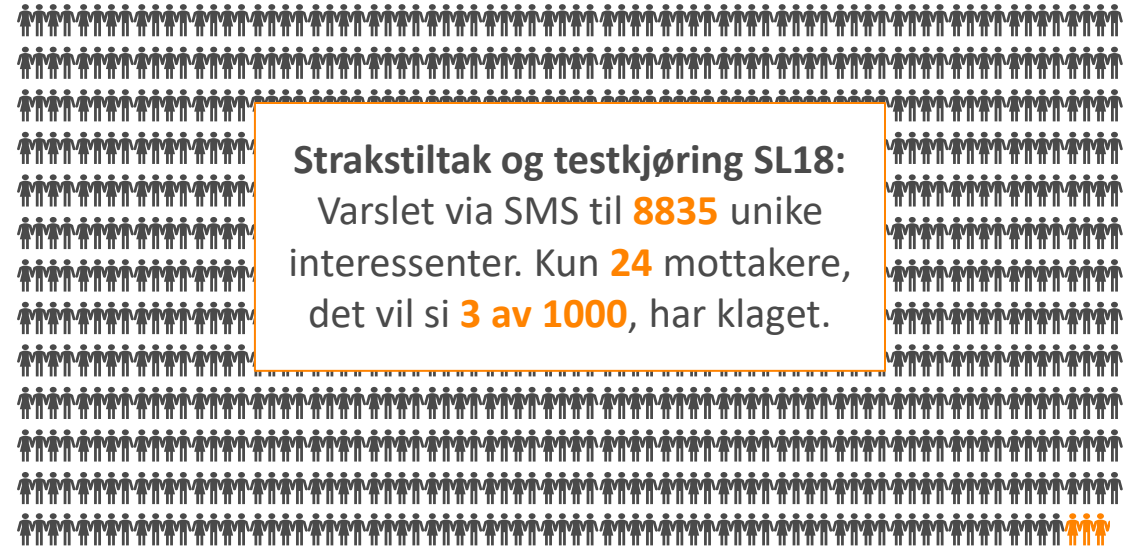 Strakstiltak og testkjøring SL18:
Varslet via SMS til 8835 unike
interessenter. Kun 24 mottakere,
det vil si 3 av 1000, har klaget.